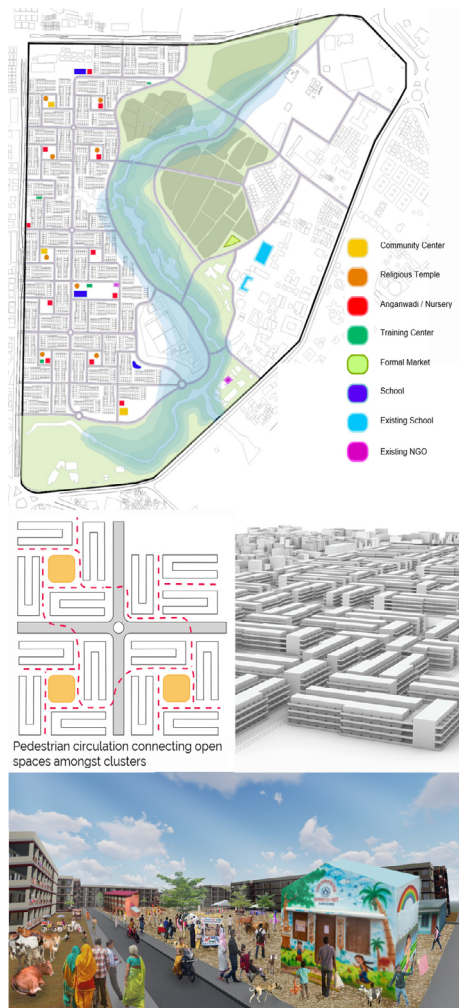 Community Center
Religious Temple
Anganwadi / Nursery
Training Center
Formal Market
School
Existing School
Existing NGO
Pedestrian circulation connecting open
spaces amongst clusters